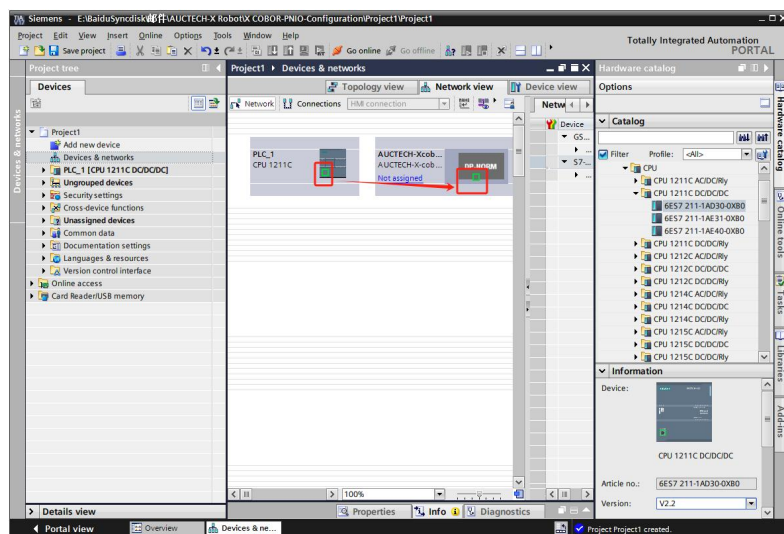 Siemens - E:\BaiduSyncdisk\邮件\AUCTECH-X Robot\X COBOR-PNIO-Configuration\Project1\Project1
Project Edit View Insert Online Options Tools Window Help
Totally Integrated Automation
PORTAL
Save project
Go online
Go offline
Project tree
Project1 ▸ Devices & networks
Hardware catalog
Devices
Topology view
Network view
Device view
Options
Network
Connections
HMI connection
Netw
Devices & networks
Project1
Add new device
Devices & networks
PLC_1 [CPU 1211C DC/DC/DC]
Ungrouped devices
Security settings
Cross-device functions
Unassigned devices
Common data
Documentation settings
Languages & resources
Version control interface
Online access
Card Reader/USB memory
PLC_1
CPU 1211C
AUCTECH-Xcob...
AUCTECH-X-cob...
Not assigned
DP-NORM
Device
GS...
...
S7-...
...
Catalog
Filter
Profile:
<All>
CPU
CPU 1211C AC/DC/Rly
CPU 1211C DC/DC/DC
6ES7 211-1AD30-0XB0
6ES7 211-1AE31-0XB0
6ES7 211-1AE40-0XB0
CPU 1211C DC/DC/Rly
CPU 1212C AC/DC/Rly
CPU 1212C DC/DC/DC
CPU 1212C DC/DC/Rly
CPU 1214C AC/DC/Rly
CPU 1214C DC/DC/DC
CPU 1214C DC/DC/Rly
CPU 1215C AC/DC/Rly
CPU 1215C DC/DC/DC
CPU 1215C DC/DC/Rly
Information
Device:
CPU 1211C DC/DC/DC
Article no.:
6ES7 211-1AD30-0XB0
Version:
V2.2
Hardware catalog
Online tools
Tasks
Libraries
Add-ins
100%
Details view
Properties
Info
Diagnostics
Portal view
Overview
Devices & ne...
Project Project1 created.